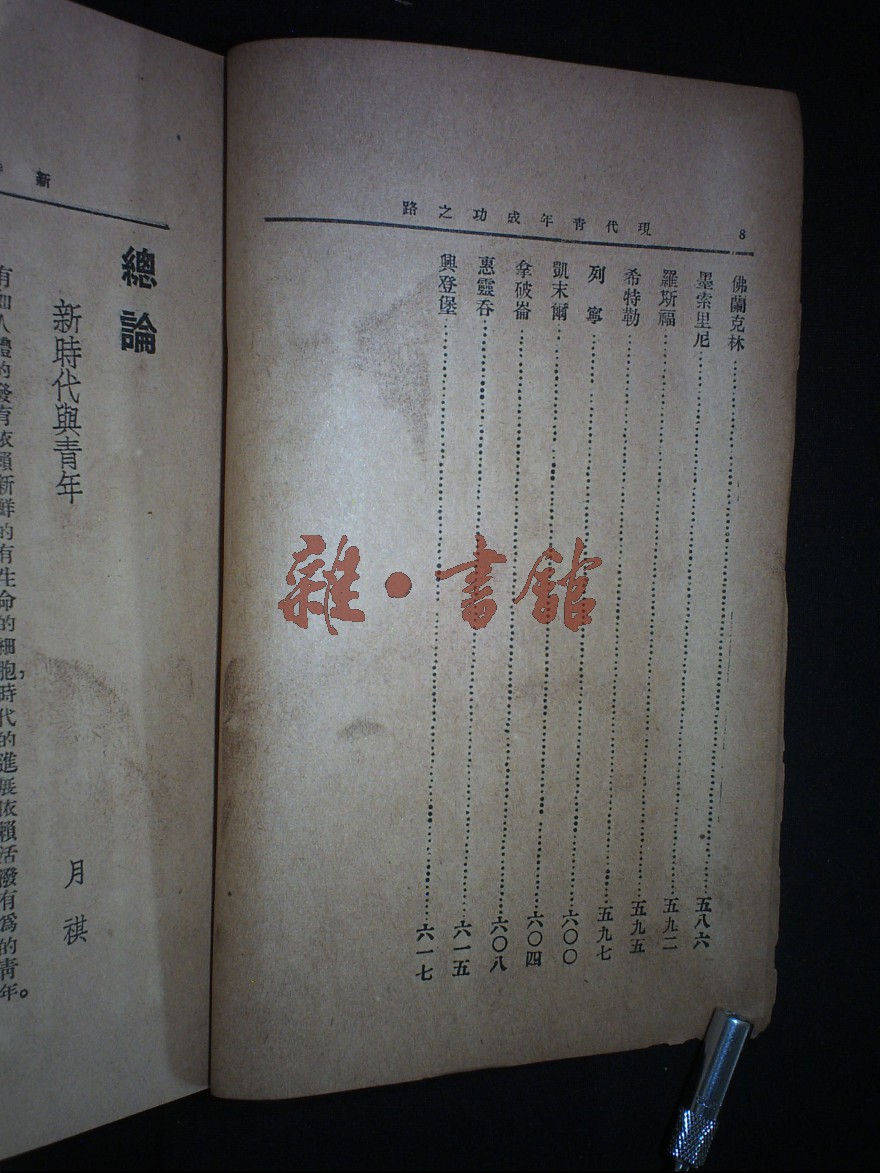 8
現代青年成功之路
佛蘭克林……五八六
墨索里尼……五九二
羅斯福……五九五
希特勒……五九七
列寧……六〇〇
凱末爾……六〇四
拿破崙……六〇八
惠靈吞……六一五
興登堡……六一七
新
總論
新時代與青年
月祺
有如人體的發育依賴新鮮的有生命的細胞,時代的進展依賴活潑有爲的青年。
雜·書館